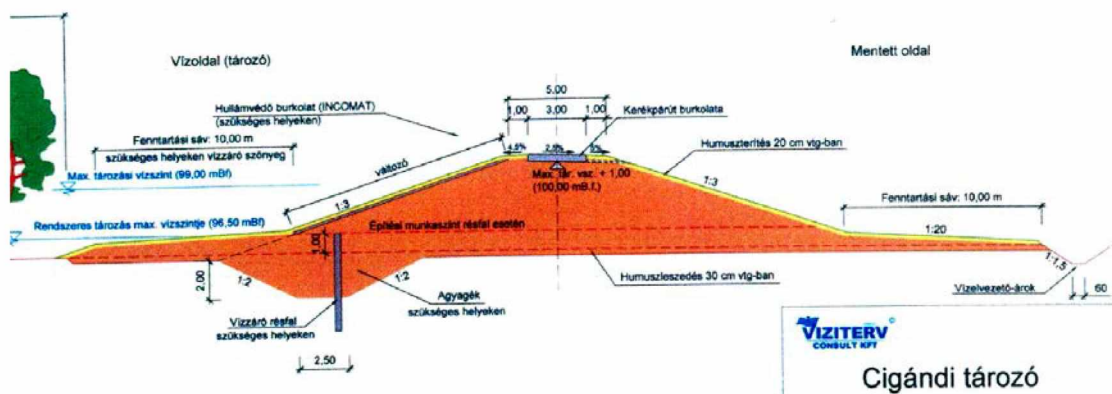 Vízoldal (tározó)
Mentett oldal
5,00
1,00
3,00
1,00
Hullámvédő burkolat (INCOMAT)
(szükséges helyeken)
Kerékpárút burkolata
Fenntartási sáv: 10,00 m
szükséges helyeken vízzáró szőnyeg
Max. tározási vízszint (99,00 mBf)
változó
1:3
2,5%
Humuszterítés 20 cm vtg-ban
Max. tár. vsz. + 1,00
(100,00 mB.f.)
1:3
Fenntartási sáv: 10,00 m
Rendszeres tározás max. vízszintje (96,50 mBf)
Építési munkaszint résfal esetén
1:20
1,00
2,00
1:2
1:2
Humuszleszedés 30 cm vtg-ban
1:1,5
Agyagék
szükséges helyeken
Vízzáró résfal
szükséges helyeken
Vízelvezető-árok
60
2,50
VIZITERV
CONSULT KFT
Cigándi tározó